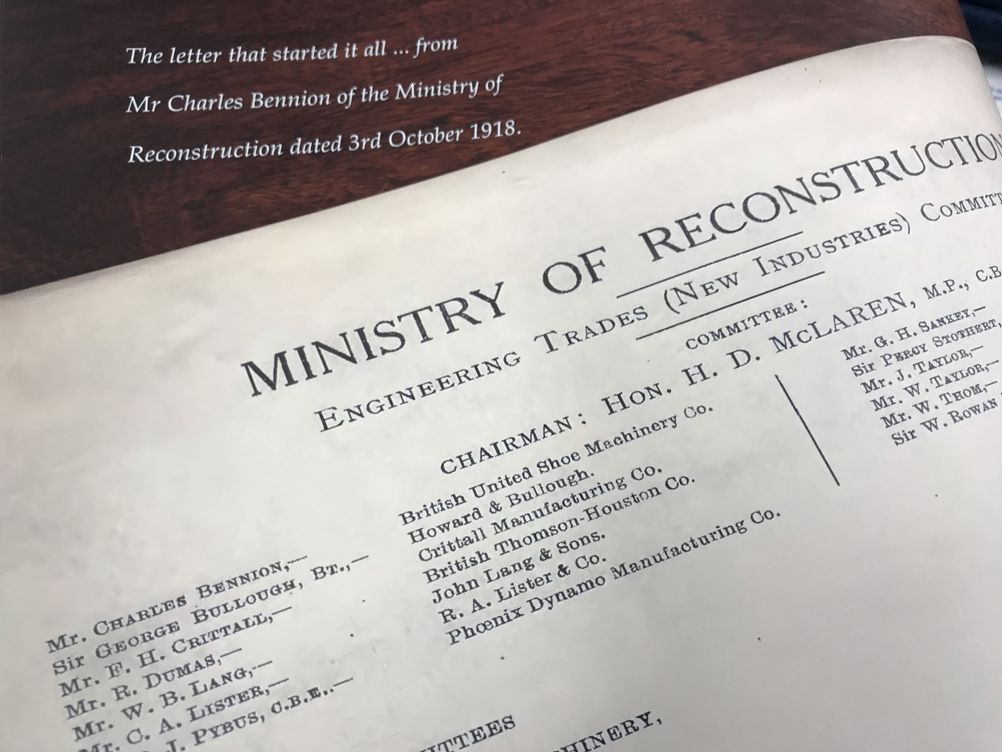 The letter that started it all ... from
Mr Charles Bennion of the Ministry of
Reconstruction dated 3rd October 1918.
MINISTRY OF RECONSTRUCTION
ENGINEERING TRADES (NEW INDUSTRIES) COMMITT
COMMITTEE:
CHAIRMAN: HON. H. D. McLAREN, M.P., C.B.
Mr. CHARLES BENNION,— British United Shoe Machinery Co.
Sir GEORGE BULLOUGH, BT.,— Howard & Bullough.
Mr. F. H. CRITTALL,— Crittall Manufacturing Co.
Mr. R. DUMAS,— British Thomson-Houston Co.
Mr. W. B. LANG,— John Lang & Sons.
Mr. C. A. LISTER,— R. A. Lister & Co.
J. PYBUS, C.B.E.,— Phœnix Dynamo Manufacturing Co.
Mr. G. H. SANKEY,—
Sir PERCY STOTHERT,
Mr. J. TAYLOR,—
Mr. W. TAYLOR,—
Mr. W. THOM,—
Sir W. ROWAN
ITTEES
HINERY,